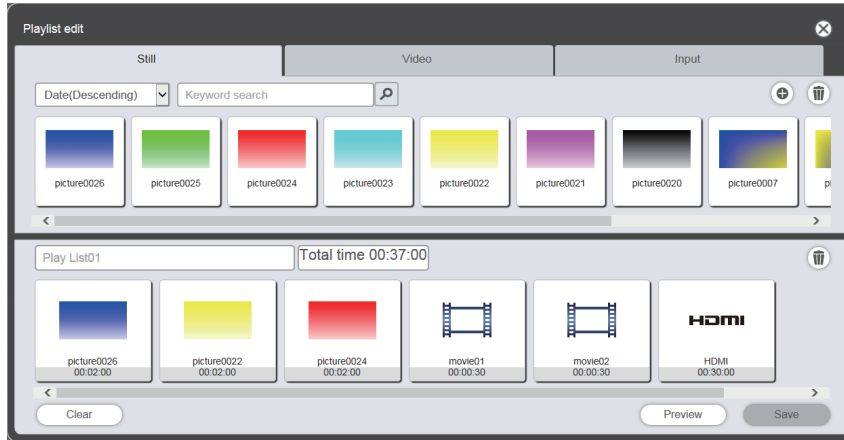 Playlist edit
Still
Video
Input
Date(Descending)
Keyword search
picture0026
picture0025
picture0024
picture0023
picture0022
picture0021
picture0020
picture0007
Play List01
Total time 00:37:00
picture0026
00:02:00
picture0022
00:02:00
picture0024
00:02:00
movie01
00:00:30
movie02
00:00:30
HDMI
HDMI
00:30:00
Clear
Preview
Save